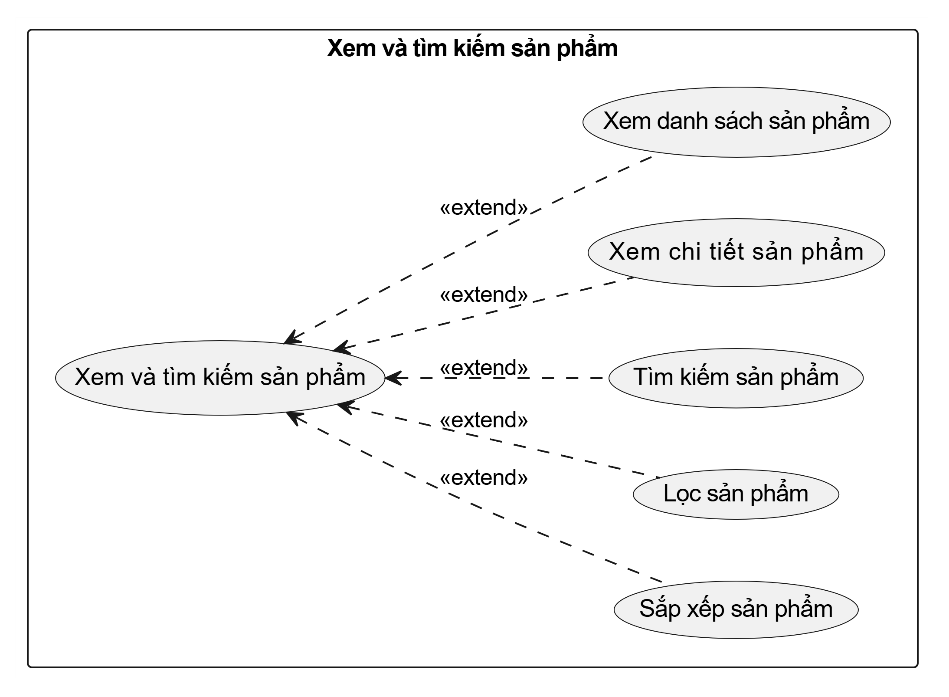 Xem và tìm kiếm sản phẩm
Xem danh sách sản phẩm
«extend»
Xem chi tiết sản phẩm
«extend»
Xem và tìm kiếm sản phẩm
«extend»
Tìm kiếm sản phẩm
«extend»
Lọc sản phẩm
«extend»
Sắp xếp sản phẩm